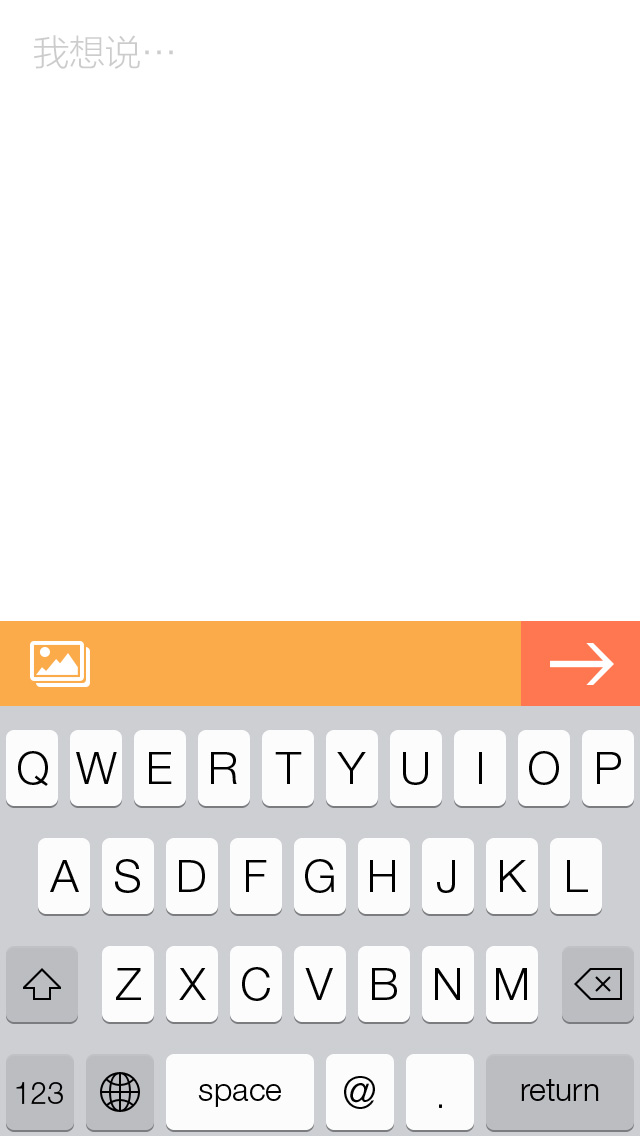 我想说…
Q W E R T Y U I O P
A S D F G H J K L
Z X C V B N M
123 space @ . return